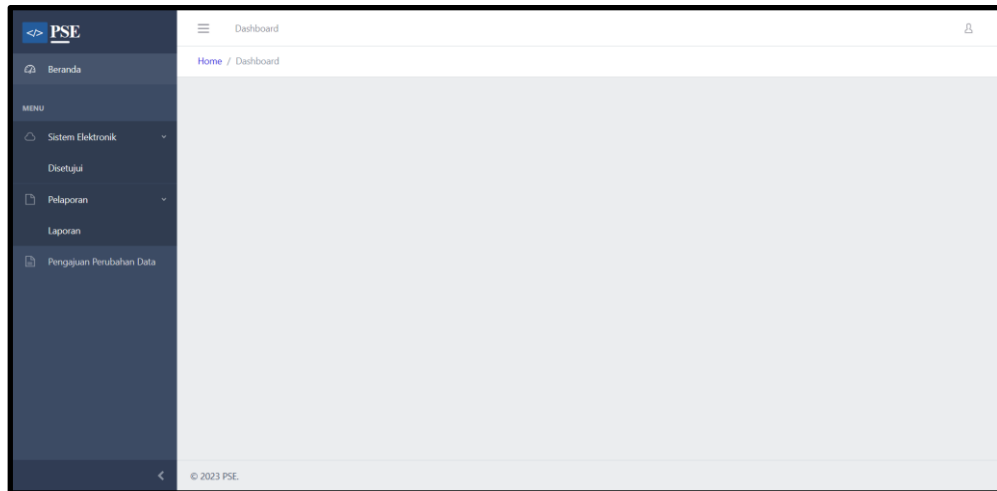 </> PSE
Dashboard
Home / Dashboard
Beranda
MENU
Sistem Elektronik
Disetujui
Pelaporan
Laporan
Pengajuan Perubahan Data
© 2023 PSE.